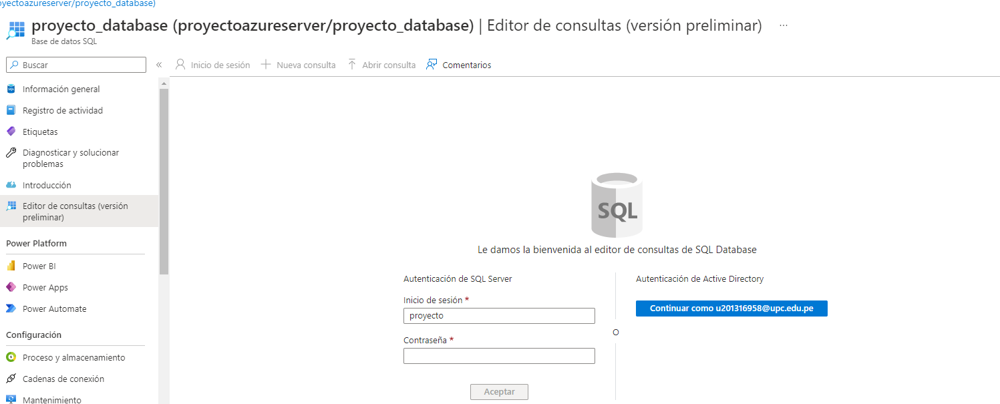 oyectoazureserver/proyecto_database)
proyecto_database (proyectoazureserver/proyecto_database) | Editor de consultas (versión preliminar) ...
Base de datos SQL
Buscar
«
Inicio de sesión
Nueva consulta
Abrir consulta
Comentarios
SQL
Información general
Registro de actividad
Etiquetas
Diagnosticar y solucionar
problemas
Introducción
Editor de consultas (versión
preliminar)
Power Platform
Power BI
Power Apps
Power Automate
Configuración
Proceso y almacenamiento
Cadenas de conexión
Mantenimiento
SQL
Le damos la bienvenida al editor de consultas de SQL Database
Autenticación de SQL Server
Inicio de sesión *
proyecto
Contraseña *
Aceptar
O
Autenticación de Active Directory
Continuar como u201316958@upc.edu.pe